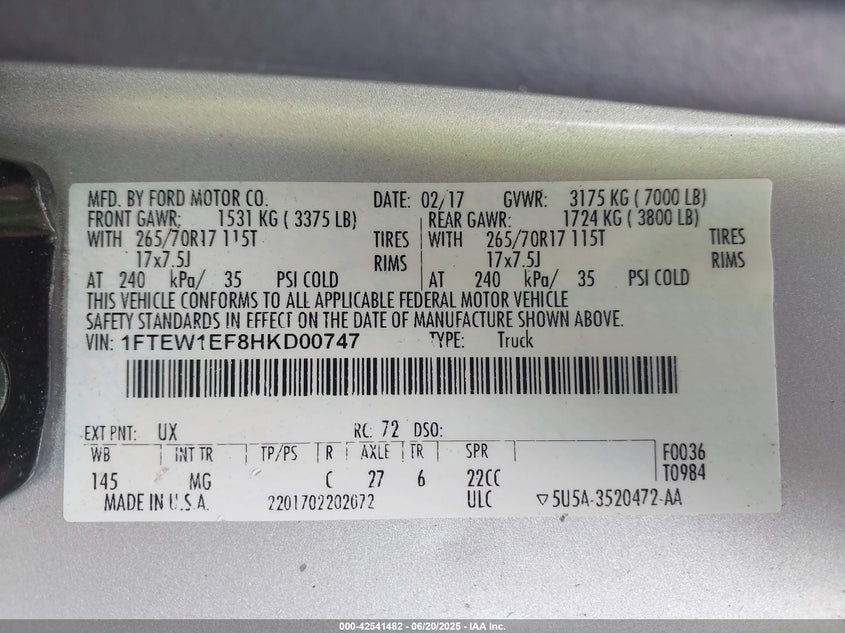 MFD. BY FORD MOTOR CO. DATE: 02/17 GVWR: 3175 KG ( 7000 LB)
FRONT GAWR: 1531 KG ( 3375 LB) REAR GAWR: 1724 KG ( 3800 LB)
WITH 265/70R17 115T TIRES WITH 265/70R17 115T TIRES
17x7.5J RIMS 17x7.5J RIMS
AT 240 kPa/ 35 PSI COLD AT 240 kPa/ 35 PSI COLD
THIS VEHICLE CONFORMS TO ALL APPLICABLE FEDERAL MOTOR VEHICLE
SAFETY STANDARDS IN EFFECT ON THE DATE OF MANUFACTURE SHOWN ABOVE.
VIN: 1FTEW1EF8HKD00747 TYPE: Truck
EXT PNT: UX RC: 72 DSO:
WB INT TR TP/PS R AXLE TR SPR F0036
145 MG C 27 6 22CC T0984
MADE IN U.S.A. 2201702202672 ULC ▽5U5A-3520472-AA
000-42541482 - 06/20/2025 - IAA Inc.